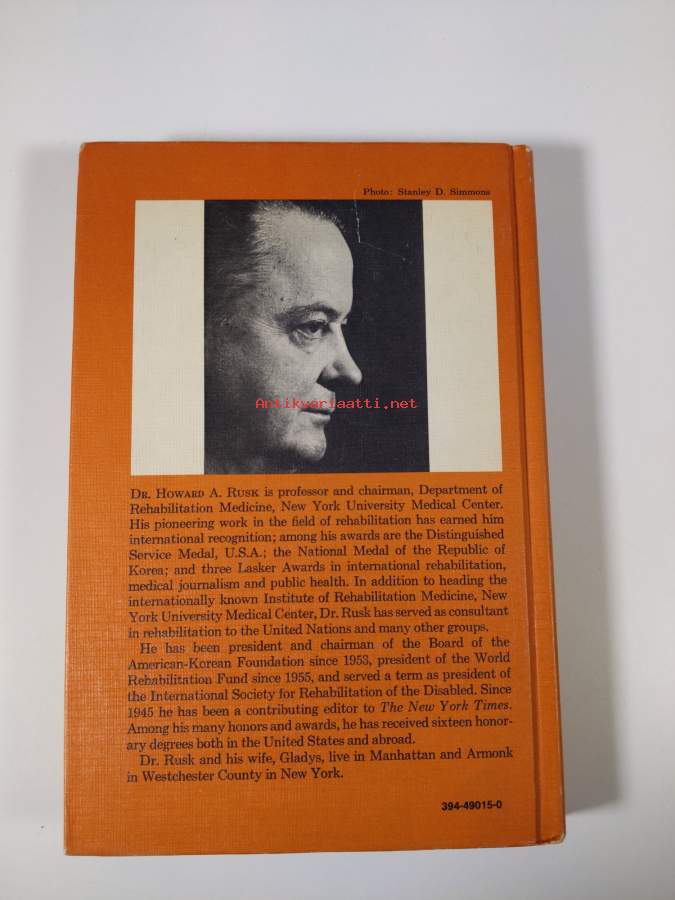 Photo: Stanley D. Simmons
Antikvariaatti.net
DR. HOWARD A. RUSK is professor and chairman, Department of
Rehabilitation Medicine, New York University Medical Center.
His pioneering work in the field of rehabilitation has earned him
international recognition; among his awards are the Distinguished
Service Medal, U.S.A.; the National Medal of the Republic of
Korea; and three Lasker Awards in international rehabilitation,
medical journalism and public health. In addition to heading the
internationally known Institute of Rehabilitation Medicine, New
York University Medical Center, Dr. Rusk has served as consultant
in rehabilitation to the United Nations and many other groups.
He has been president and chairman of the Board of the
American-Korean Foundation since 1953, president of the World
Rehabilitation Fund since 1955, and served a term as president of
the International Society for Rehabilitation of the Disabled. Since
1945 he has been a contributing editor to The New York Times.
Among his many honors and awards, he has received sixteen honor-
ary degrees both in the United States and abroad.
Dr. Rusk and his wife, Gladys, live in Manhattan and Armonk
in Westchester County in New York.
394-49015-0